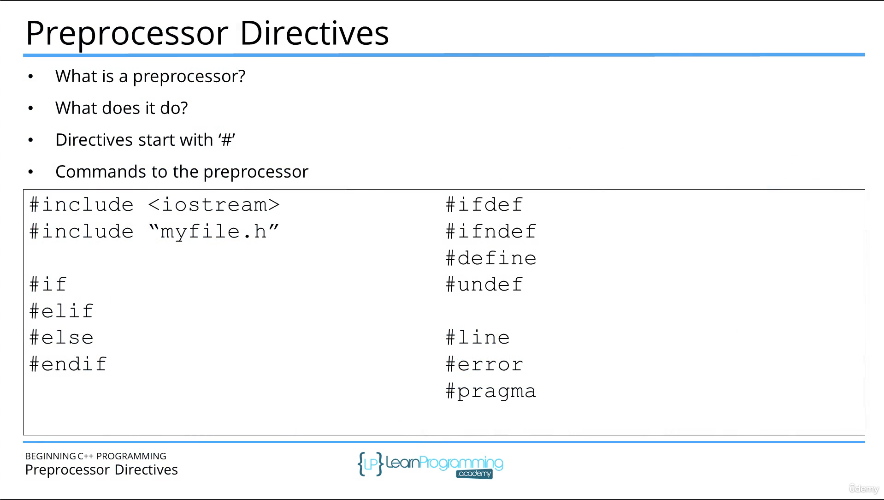 Preprocessor Directives
• What is a preprocessor?
• What does it do?
• Directives start with ‘#’
• Commands to the preprocessor
#include <iostream>
#include “myfile.h”
#if
#elif
#else
#endif
#ifdef
#ifndef
#define
#undef
#line
#error
#pragma
BEGINNING C++ PROGRAMMING
Preprocessor Directives
{LP} LearnProgramming
academy
ûdemy